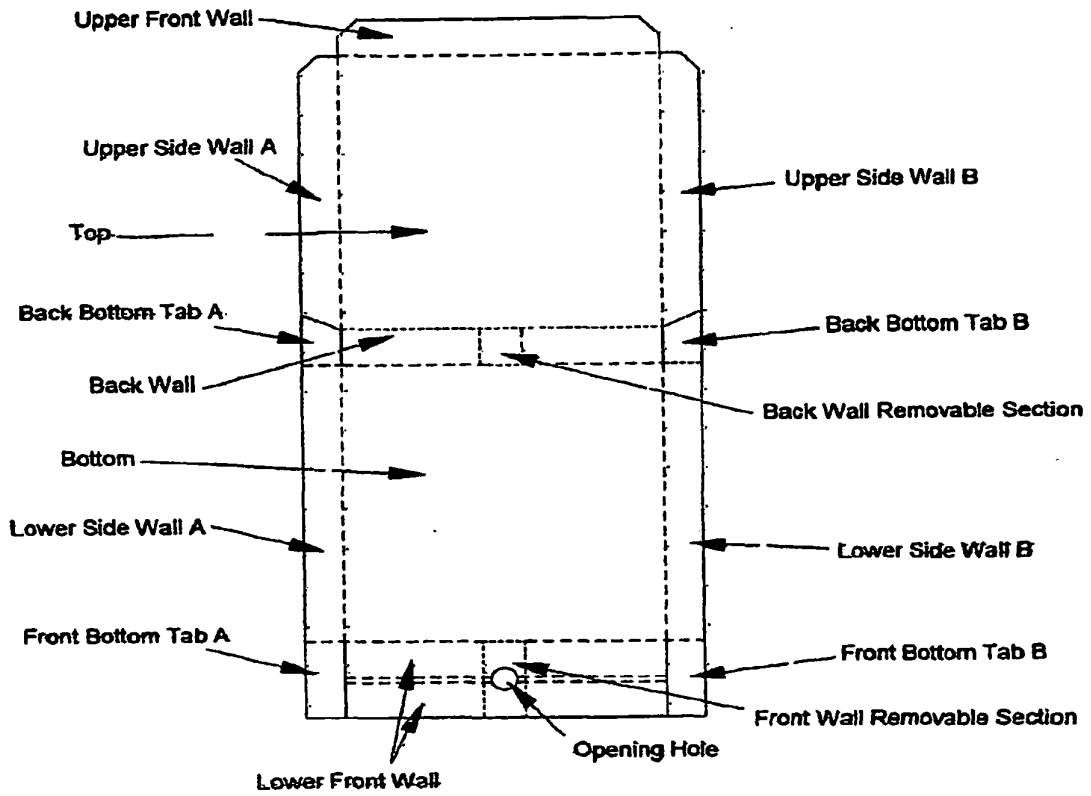 Upper Front Wall
Upper Side Wall A
Upper Side Wall B
Top
Back Bottom Tab A
Back Bottom Tab B
Back Wall
Back Wall Removable Section
Bottom
Lower Side Wall A
Lower Side Wall B
Front Bottom Tab A
Front Bottom Tab B
Front Wall Removable Section
Opening Hole
Lower Front Wall